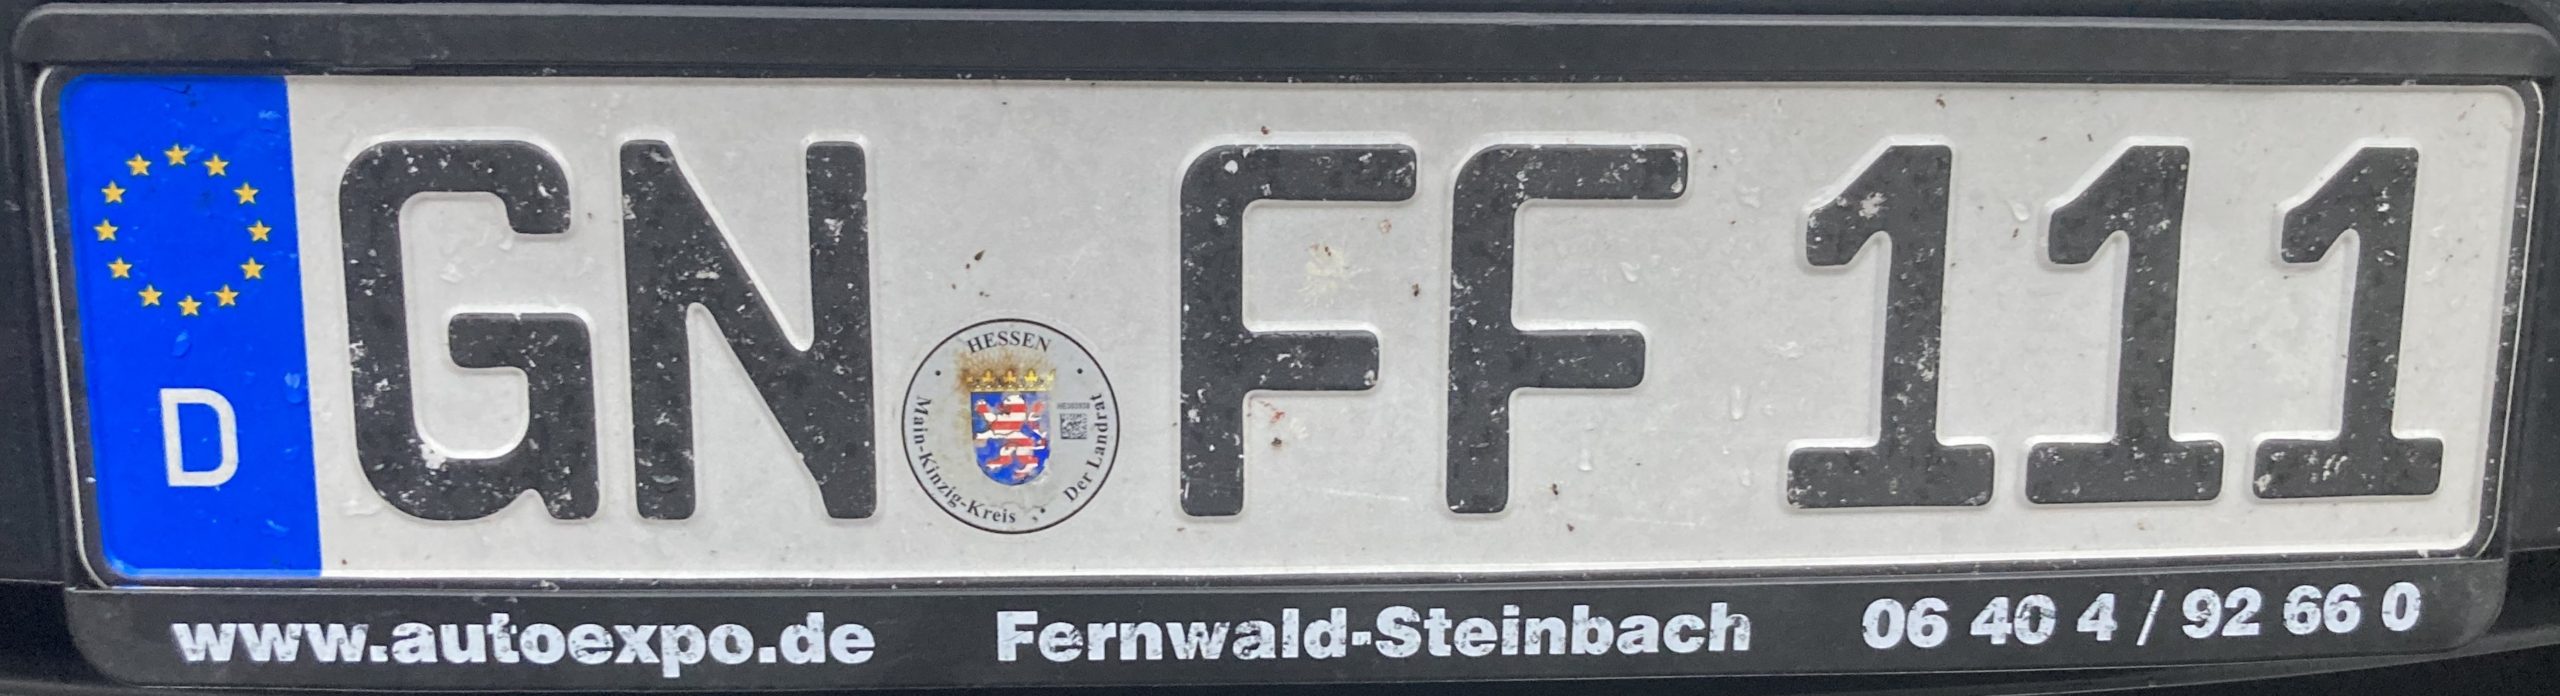 D GN FF 111
HESSEN
Main-Kinzig-Kreis
Der Landrat
www.autoexpo.de Fernwald-Steinbach 06 40 4 / 92 66 0